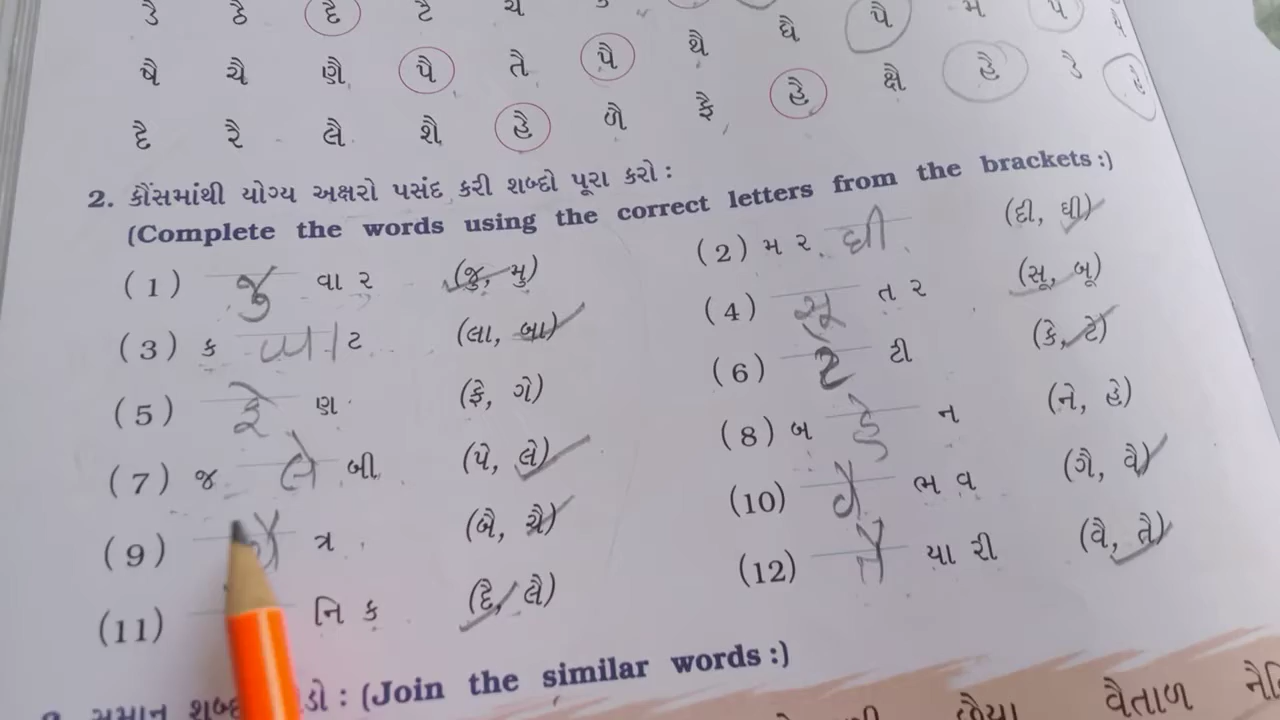 ડે ઠે દૈ ટે
ષૈ ચૈ ણૈ પૈ તૈ પૈ થૈ ઘૈ પૈ મૈ
દૈ રૈ લૈ શૈ હૈ બૈ ફૈ હૈ ક્ષૈ હૈ
2. કૌંસમાંથી યોગ્ય અક્ષરો પસંદ કરી શબ્દો પૂરા કરો :
(Complete the words using the correct letters from the brackets:)
(1) જુ વા ર (જુ, મુ) (2) મ ર ઘી (દી, ઘી)
(3) ક ટ (લા, બા) (4) સૂ ત ર (સૂ, બૂ)
(5) ફે ણ (ફે, ગે) (6) ટી (કે, ટે)
(7) જ લે બી (પે, લે) (8) બ હે ન (ને, હે)
(9) ત્ર (બૈ, ચૈ) (10) વૈ ભ વ (ગૈ, વૈ)
(11) નિ ક (દૈ, લૈ) (12) તૈ યા રી (વૈ, તૈ)
(Join the similar words:)
વૈતાળ